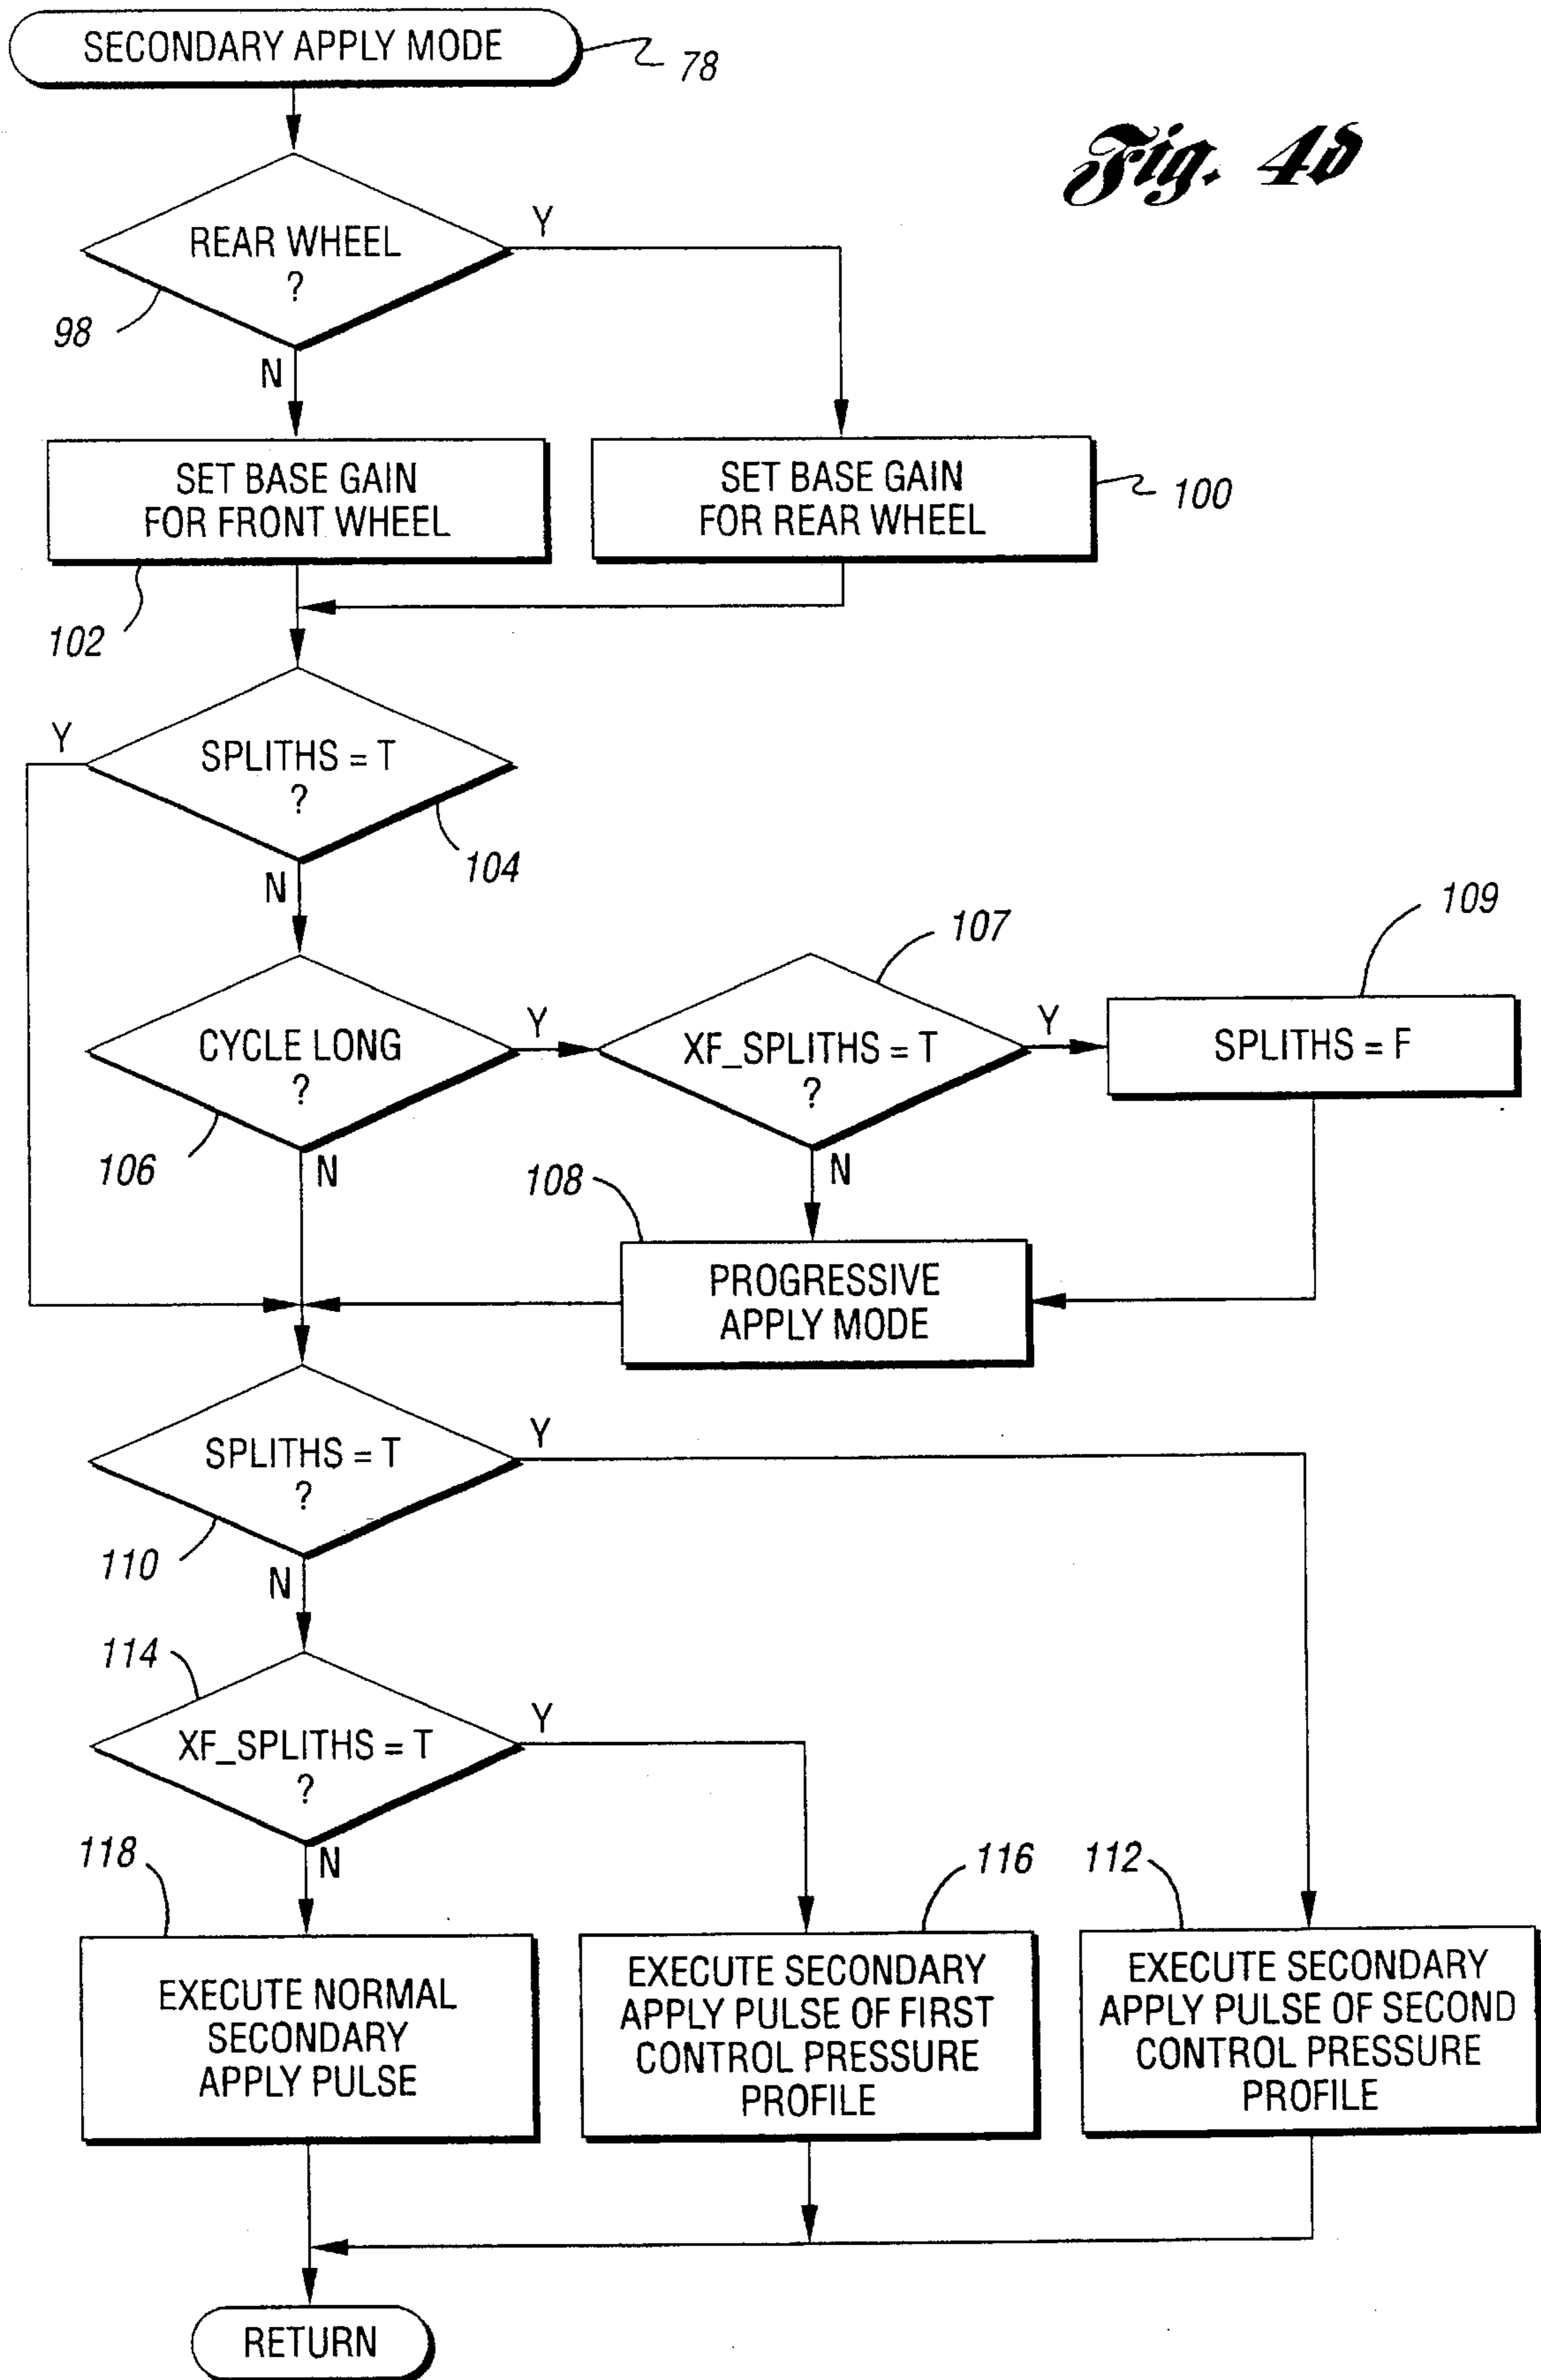 SECONDARY APPLY MODE
78
Fig. 4d
REAR WHEEL
?
Y
98
N
SET BASE GAIN
FOR FRONT WHEEL
SET BASE GAIN
FOR REAR WHEEL
100
102
Y
SPLITHS = T
?
104
N
107
109
CYCLE LONG
?
Y
XF_SPLITHS = T
?
Y
SPLITHS = F
106
N
108
N
PROGRESSIVE
APPLY MODE
SPLITHS = T
?
Y
110
N
114
XF_SPLITHS = T
?
Y
118
N
116
112
EXECUTE NORMAL
SECONDARY
APPLY PULSE
EXECUTE SECONDARY
APPLY PULSE OF FIRST
CONTROL PRESSURE
PROFILE
EXECUTE SECONDARY
APPLY PULSE OF SECOND
CONTROL PRESSURE
PROFILE
RETURN